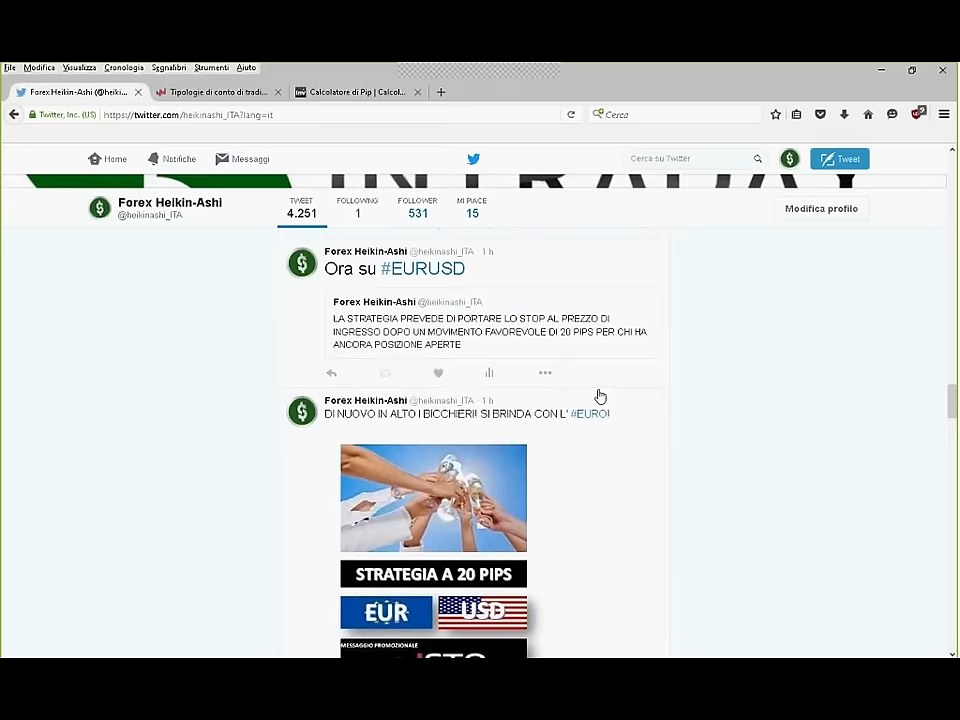 File Modifica Visualizza Cronologia Segnalibri Strumenti Aiuto
Forex Heikin-Ashi (@heiki... Tipologie di conto di tradi... Calcolatore di Pip | Calcol...
Twitter, Inc. (US) https://twitter.com/heikinashi_ITA?lang=it Cerca
Home Notifiche Messaggi Cerca su Twitter Tweet
INTRADAY
Forex Heikin-Ashi
@heikinashi_ITA
TWEET FOLLOWING FOLLOWER MI PIACE
4.251 1 531 15
Modifica profilo
Forex Heikin-Ashi @heikinashi_ITA · 1 h
Ora su #EURUSD
Forex Heikin-Ashi @heikinashi_ITA
LA STRATEGIA PREVEDE DI PORTARE LO STOP AL PREZZO DI
INGRESSO DOPO UN MOVIMENTO FAVOREVOLE DI 20 PIPS PER CHI HA
ANCORA POSIZIONE APERTE
Forex Heikin-Ashi @heikinashi_ITA · 1 h
DI NUOVO IN ALTO I BICCHIERI! SI BRINDA CON L' #EURO!
STRATEGIA A 20 PIPS
EUR USD
MESSAGGIO PROMOZIONALE